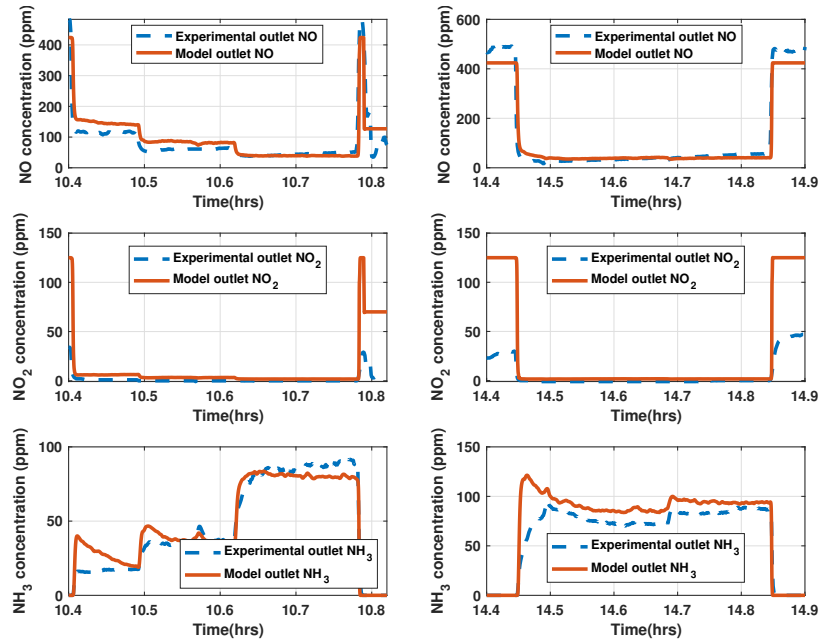 NO concentration (ppm)
400
300
200
100
0
Experimental outlet NO
Model outlet NO
10.4
10.5
10.6
10.7
10.8
Time(hrs)
NO concentration (ppm)
600
400
200
0
Experimental outlet NO
Model outlet NO
14.4
14.5
14.6
14.7
14.8
14.9
Time(hrs)
NO2 concentration (ppm)
150
100
50
0
Experimental outlet NO2
Model outlet NO2
10.4
10.5
10.6
10.7
10.8
Time(hrs)
NO2 concentration (ppm)
150
100
50
0
Experimental outlet NO2
Model outlet NO2
14.4
14.5
14.6
14.7
14.8
14.9
Time(hrs)
NH3 concentration (ppm)
100
50
0
Experimental outlet NH3
Model outlet NH3
10.4
10.5
10.6
10.7
10.8
Time(hrs)
NH3 concentration (ppm)
150
100
50
0
Experimental outlet NH3
Model outlet NH3
14.4
14.5
14.6
14.7
14.8
14.9
Time(hrs)